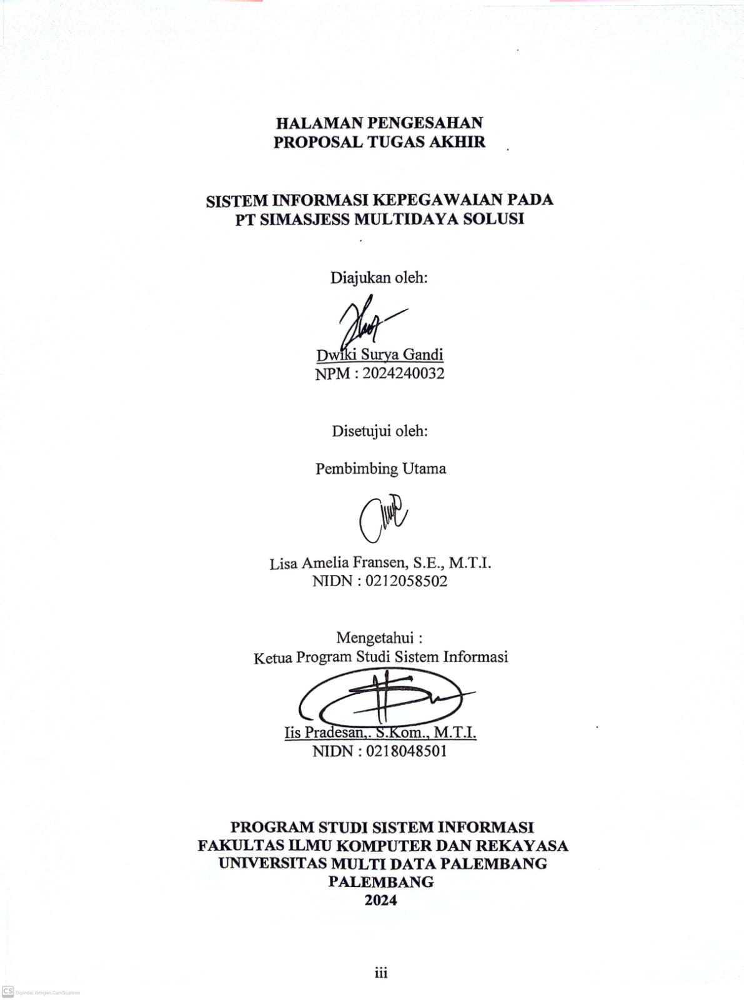 HALAMAN PENGESAHAN
PROPOSAL TUGAS AKHIR
SISTEM INFORMASI KEPEGAWAIAN PADA
PT SIMASJESS MULTIDAYA SOLUSI
Diajukan oleh:
Dwiki Surya Gandi
NPM : 2024240032
Disetujui oleh:
Pembimbing Utama
Lisa Amelia Fransen, S.E., M.T.I.
NIDN : 0212058502
Mengetahui :
Ketua Program Studi Sistem Informasi
Iis Pradesan,. S.Kom., M.T.I.
NIDN : 0218048501
PROGRAM STUDI SISTEM INFORMASI
FAKULTAS ILMU KOMPUTER DAN REKAYASA
UNIVERSITAS MULTI DATA PALEMBANG
PALEMBANG
2024
iii
CS Dipindai dengan CamScanner